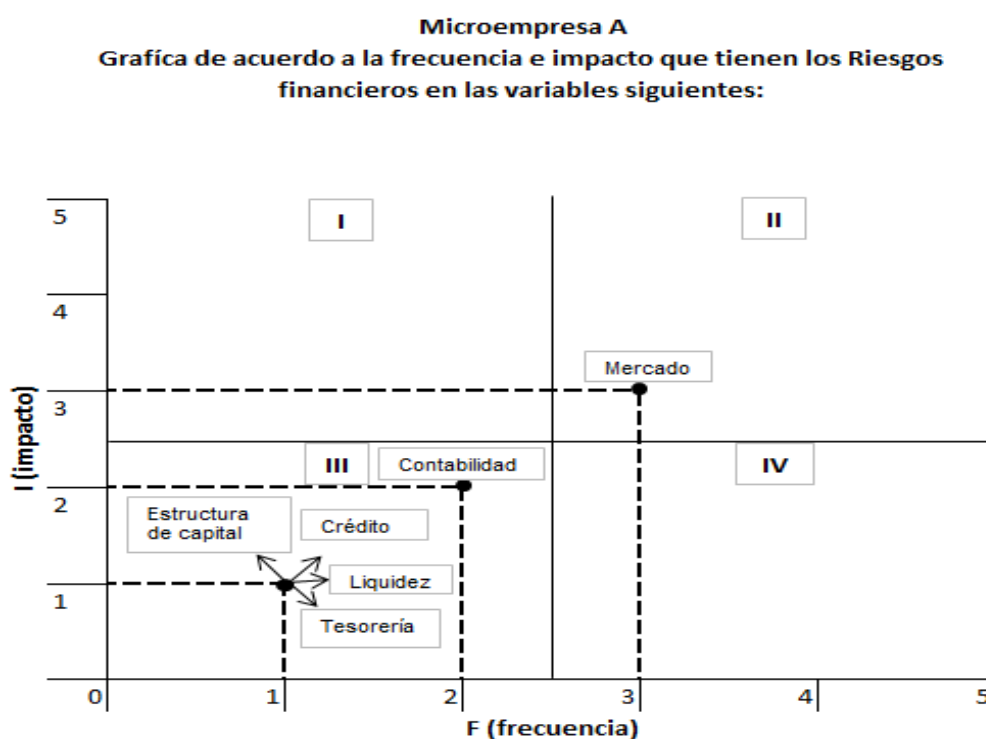 Microempresa A
Grafíca de acuerdo a la frecuencia e impacto que tienen los Riesgos
financieros en las variables siguientes:
5
I
II
4
Mercado
3
I (impacto)
III
Contabilidad
IV
2
Estructura
de capital
Crédito
Liquidez
1
Tesorería
0
1
2
3
4
5
F (frecuencia)